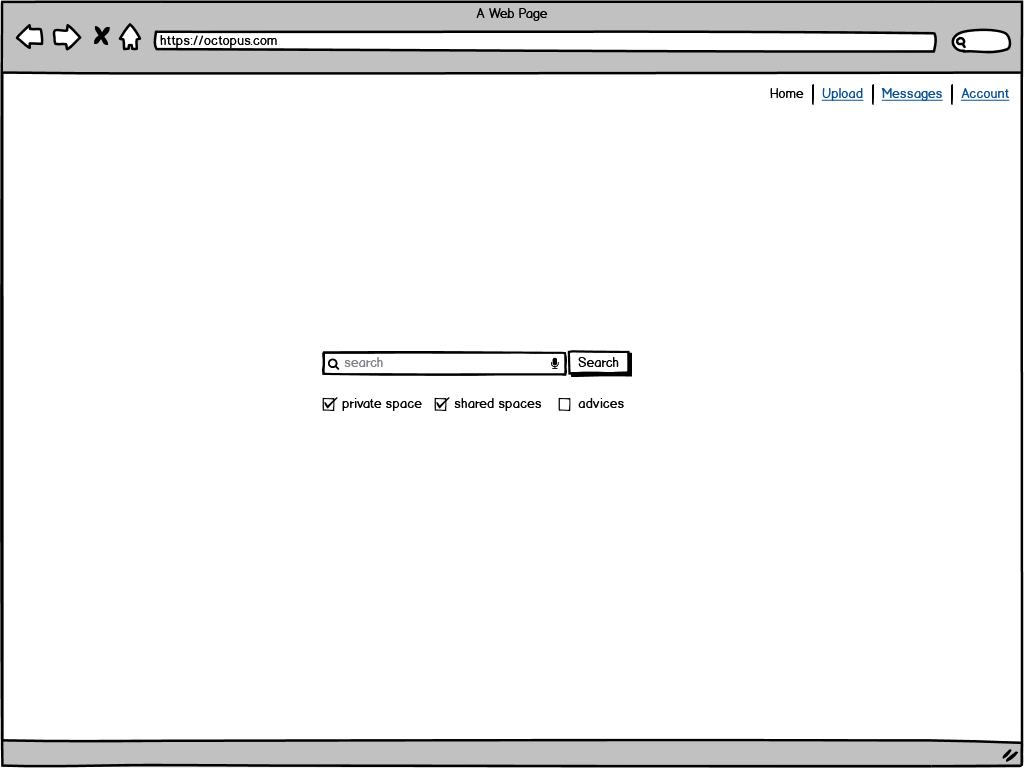 A Web Page
https://octopus.com
Home Upload Messages Account
search Search
private space shared spaces advices